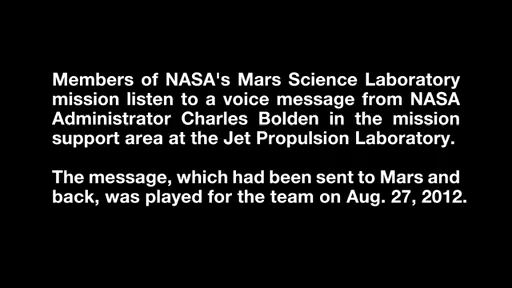 Members of NASA's Mars Science Laboratory
mission listen to a voice message from NASA
Administrator Charles Bolden in the mission
support area at the Jet Propulsion Laboratory.
The message, which had been sent to Mars and
back, was played for the team on Aug. 27, 2012.